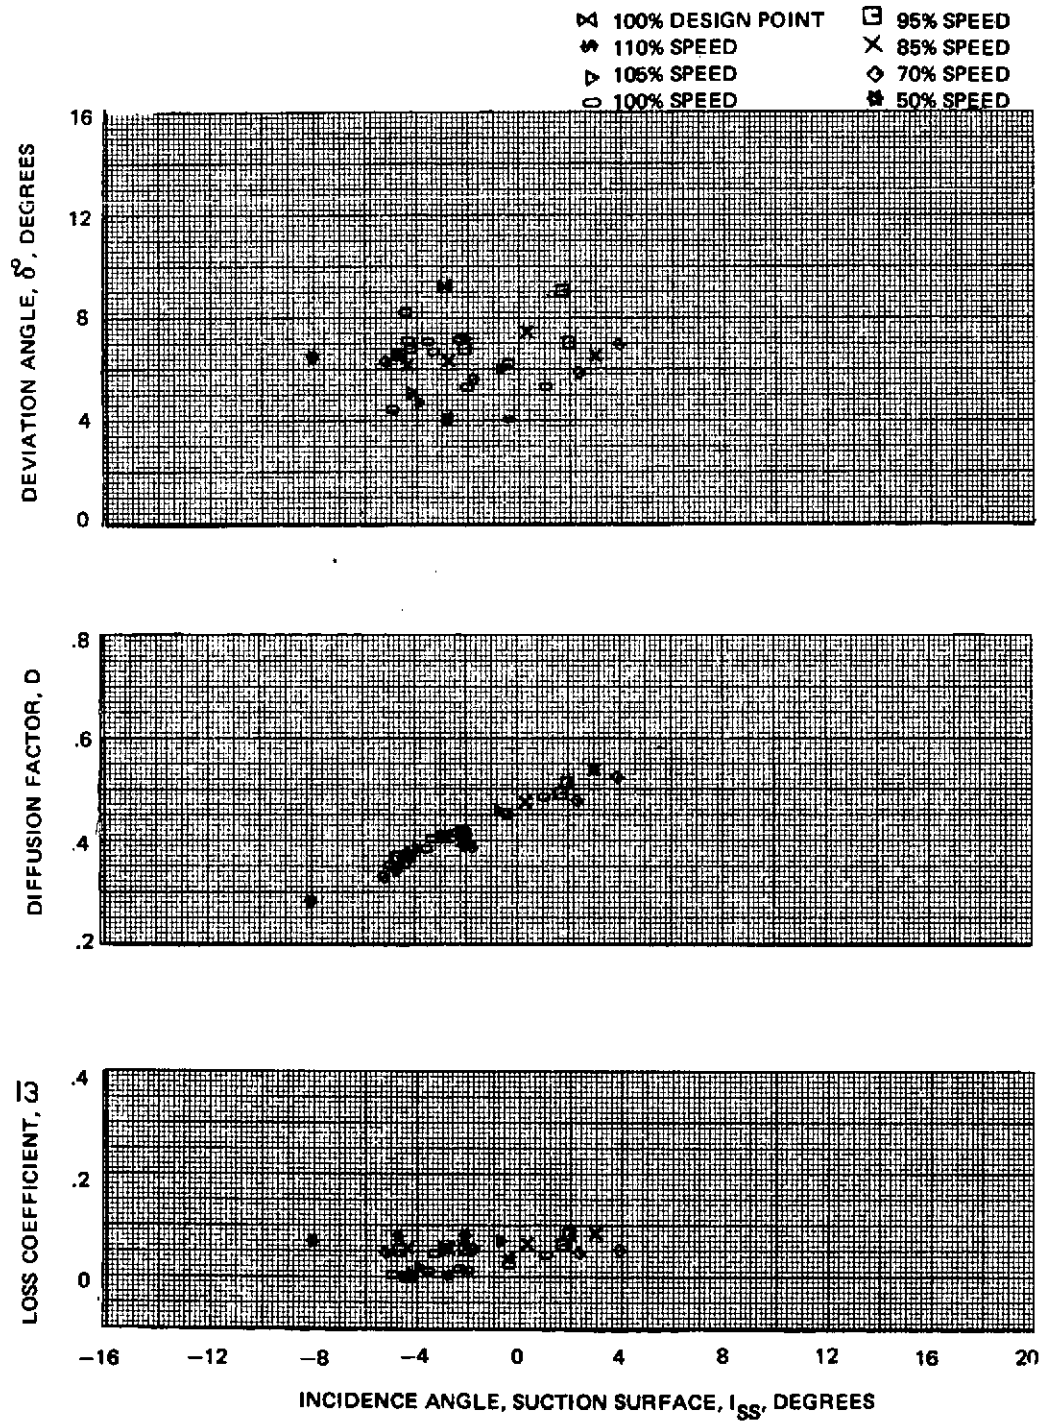 100% DESIGN POINT
110% SPEED
105% SPEED
100% SPEED
95% SPEED
85% SPEED
70% SPEED
50% SPEED
DEVIATION ANGLE, δ°, DEGREES
16
12
8
4
0
DIFFUSION FACTOR, D
.8
.6
.4
.2
LOSS COEFFICIENT, ω̅
.4
.2
0
−16 −12 −8 −4 0 4 8 12 16 20
INCIDENCE ANGLE, SUCTION SURFACE, ISS, DEGREES